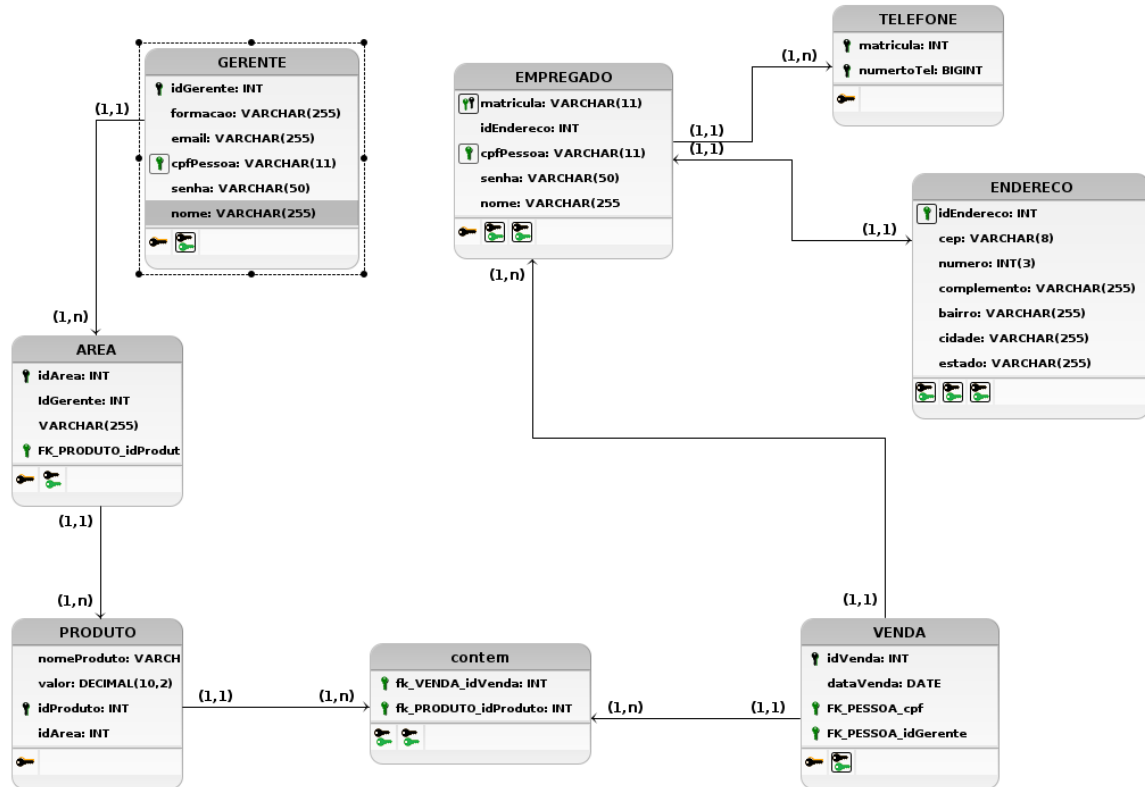 TELEFONE
matricula: INT
numertoTel: BIGINT
GERENTE
idGerente: INT
formacao: VARCHAR(255)
email: VARCHAR(255)
cpfPessoa: VARCHAR(11)
senha: VARCHAR(50)
nome: VARCHAR(255)
EMPREGADO
matricula: VARCHAR(11)
idEndereco: INT
cpfPessoa: VARCHAR(11)
senha: VARCHAR(50)
nome: VARCHAR(255
(1,n)
(1,1)
(1,1)
(1,1)
ENDERECO
idEndereco: INT
cep: VARCHAR(8)
numero: INT(3)
complemento: VARCHAR(255)
bairro: VARCHAR(255)
cidade: VARCHAR(255)
estado: VARCHAR(255)
(1,1)
(1,n)
(1,n)
AREA
idArea: INT
IdGerente: INT
VARCHAR(255)
FK_PRODUTO_idProdut
(1,1)
(1,n)
(1,1)
PRODUTO
nomeProduto: VARCH
valor: DECIMAL(10,2)
idProduto: INT
idArea: INT
(1,1)
(1,n)
contem
fk_VENDA_idVenda: INT
fk_PRODUTO_idProduto: INT
(1,n)
(1,1)
VENDA
idVenda: INT
dataVenda: DATE
FK_PESSOA_cpf
FK_PESSOA_idGerente